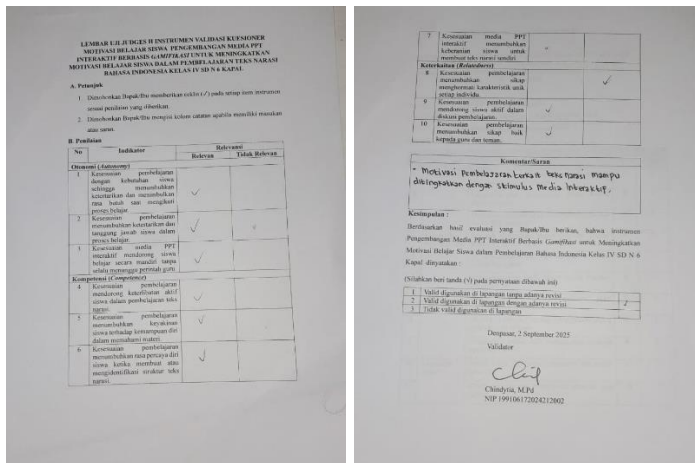 LEMBAR UJI JUDGES II INSTRUMEN VALIDASI KUESIONER
MOTIVASI BELAJAR SISWA PENGEMBANGAN MEDIA PPT
INTERAKTIF BERBASIS GAMIFIKASI UNTUK MENINGKATKAN
MOTIVASI BELAJAR SISWA DALAM PEMBELAJARAN TEKS NARASI
BAHASA INDONESIA KELAS IV SD N 6 KAPAL
A. Petunjuk
1. Dimohonkan Bapak/Ibu memberikan ceklis (✓) pada setiap item instrumen
sesuai penilaian yang diberikan.
2. Dimohonkan Bapak/Ibu mengisi kolom catatan apabila memiliki masukan
atau saran.
B. Penilaian
No Indikator Relevansi
Relevan Tidak Relevan
Otonomi (Autonomy)
1 Kesesuaian pembelajaran
dengan kebutuhan siswa
sehingga menumbuhkan
ketertarikan dan menumbuhkan
rasa butuh saat mengikuti
proses belajar. ✓
2 Kesesuaian pembelajaran
menumbuhkan ketertarikan dan
tanggung jawab siswa dalam
proses belajar. ✓
3 Kesesuaian media PPT
interaktif mendorong siswa
belajar secara mandiri tanpa
selalu menunggu perintah guru ✓
Kompetensi (Competence)
4 Kesesuaian pembelajaran
mendorong keterlibatan aktif
siswa dalam pembelajaran teks
narasi. ✓
5 Kesesuaian pembelajaran
menumbuhkan keyakinan
siswa terhadap kemampuan diri
dalam memahami materi. ✓
6 Kesesuaian pembelajaran
menumbuhkan rasa percaya diri
siswa ketika membuat atau
mengidentifikasi struktur teks
narasi. ✓
7 Kesesuaian media PPT
interaktif menumbuhkan
keberanian siswa untuk
membuat teks narasi sendiri.
Keterkaitan (Relatedness)
8 Kesesuaian pembelajaran
menumbuhkan sikap
menghormati karakteristik unik
setiap individu. ✓
9 Kesesuaian pembelajaran
mendorong siswa aktif dalam
diskusi pembelajaran. ✓
10 Kesesuaian pembelajaran
menumbuhkan sikap baik
kepada guru dan teman. ✓
Komentar/Saran
- Motivasi Pembelajaran terkait teks narasi mampu
ditingkatkan dengan stimulus Media Interaktif.
Kesimpulan :
Berdasarkan hasil evaluasi yang Bapak/Ibu berikan, bahwa instrumen
Pengembangan Media PPT Interaktif Berbasis Gamifikasi untuk Meningkatkan
Motivasi Belajar Siswa dalam Pembelajaran Bahasa Indonesia Kelas IV SD N 6
Kapal dinyatakan :
(Silahkan beri tanda (√) pada pernyataan dibawah ini)
1 Valid digunakan di lapangan tanpa adanya revisi
2 Valid digunakan di lapangan dengan adanya revisi ✓
3 Tidak valid digunakan di lapangan
Denpasar, 2 September 2025
Validator
Chindytia, M.Pd
NIP 199106172024212002